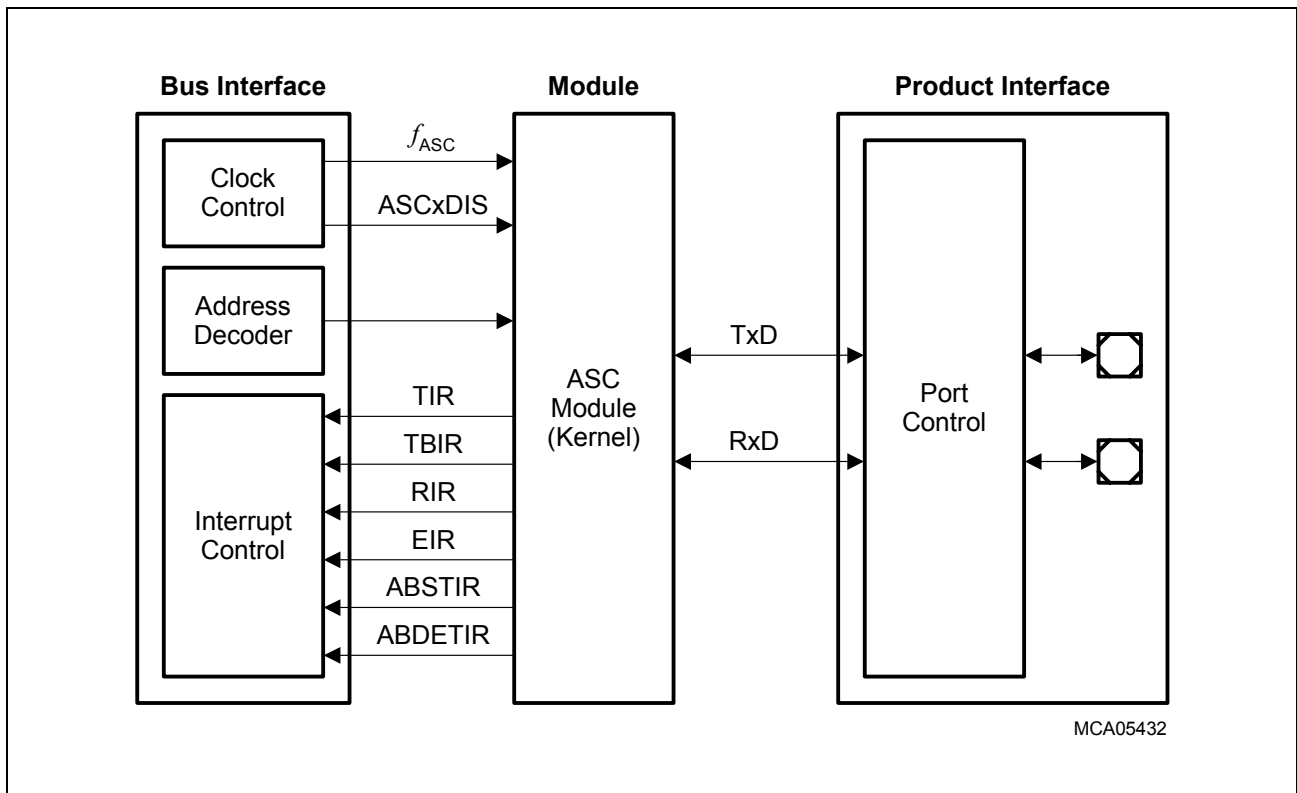 Bus Interface
Module
Product Interface
Clock
Control
f ASC
ASCxDIS
Address
Decoder
Interrupt
Control
TIR
TBIR
RIR
EIR
ABSTIR
ABDETIR
ASC
Module
(Kernel)
TxD
RxD
Port
Control
MCA05432